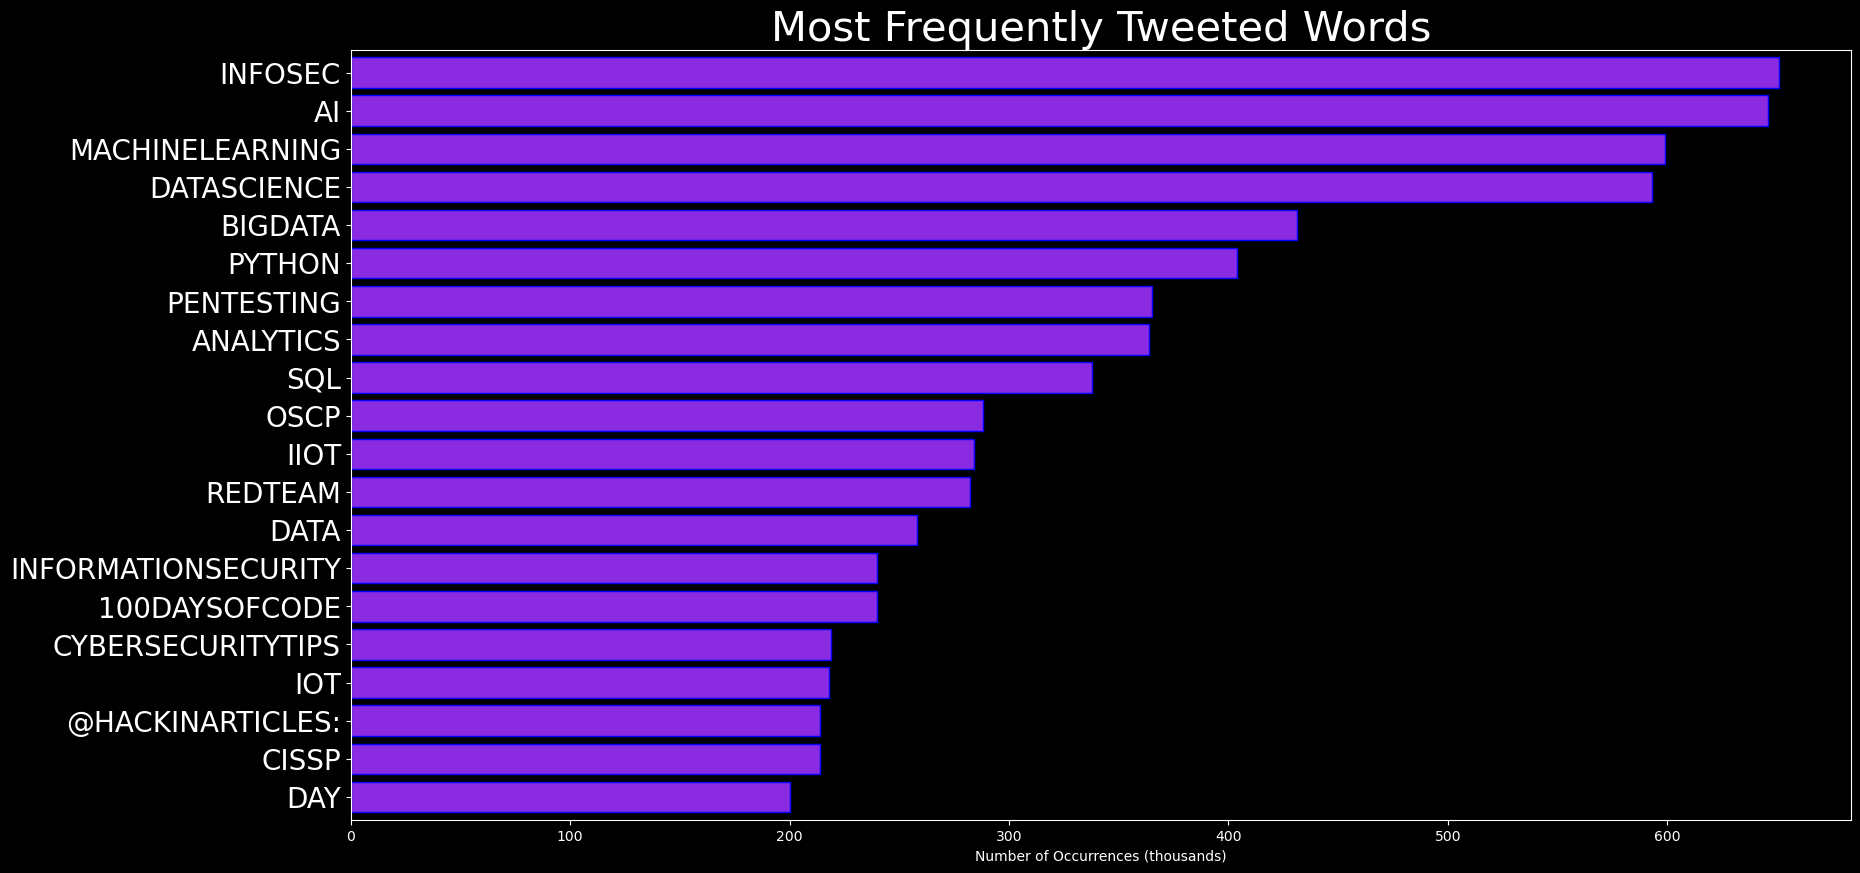 Most Frequently Tweeted Words
INFOSEC
AI
MACHINELEARNING
DATASCIENCE
BIGDATA
PYTHON
PENTESTING
ANALYTICS
SQL
OSCP
IIOT
REDTEAM
DATA
INFORMATIONSECURITY
100DAYSOFCODE
CYBERSECURITYTIPS
IOT
@HACKINARTICLES:
CISSP
DAY
0 100 200 300 400 500 600
Number of Occurrences (thousands)